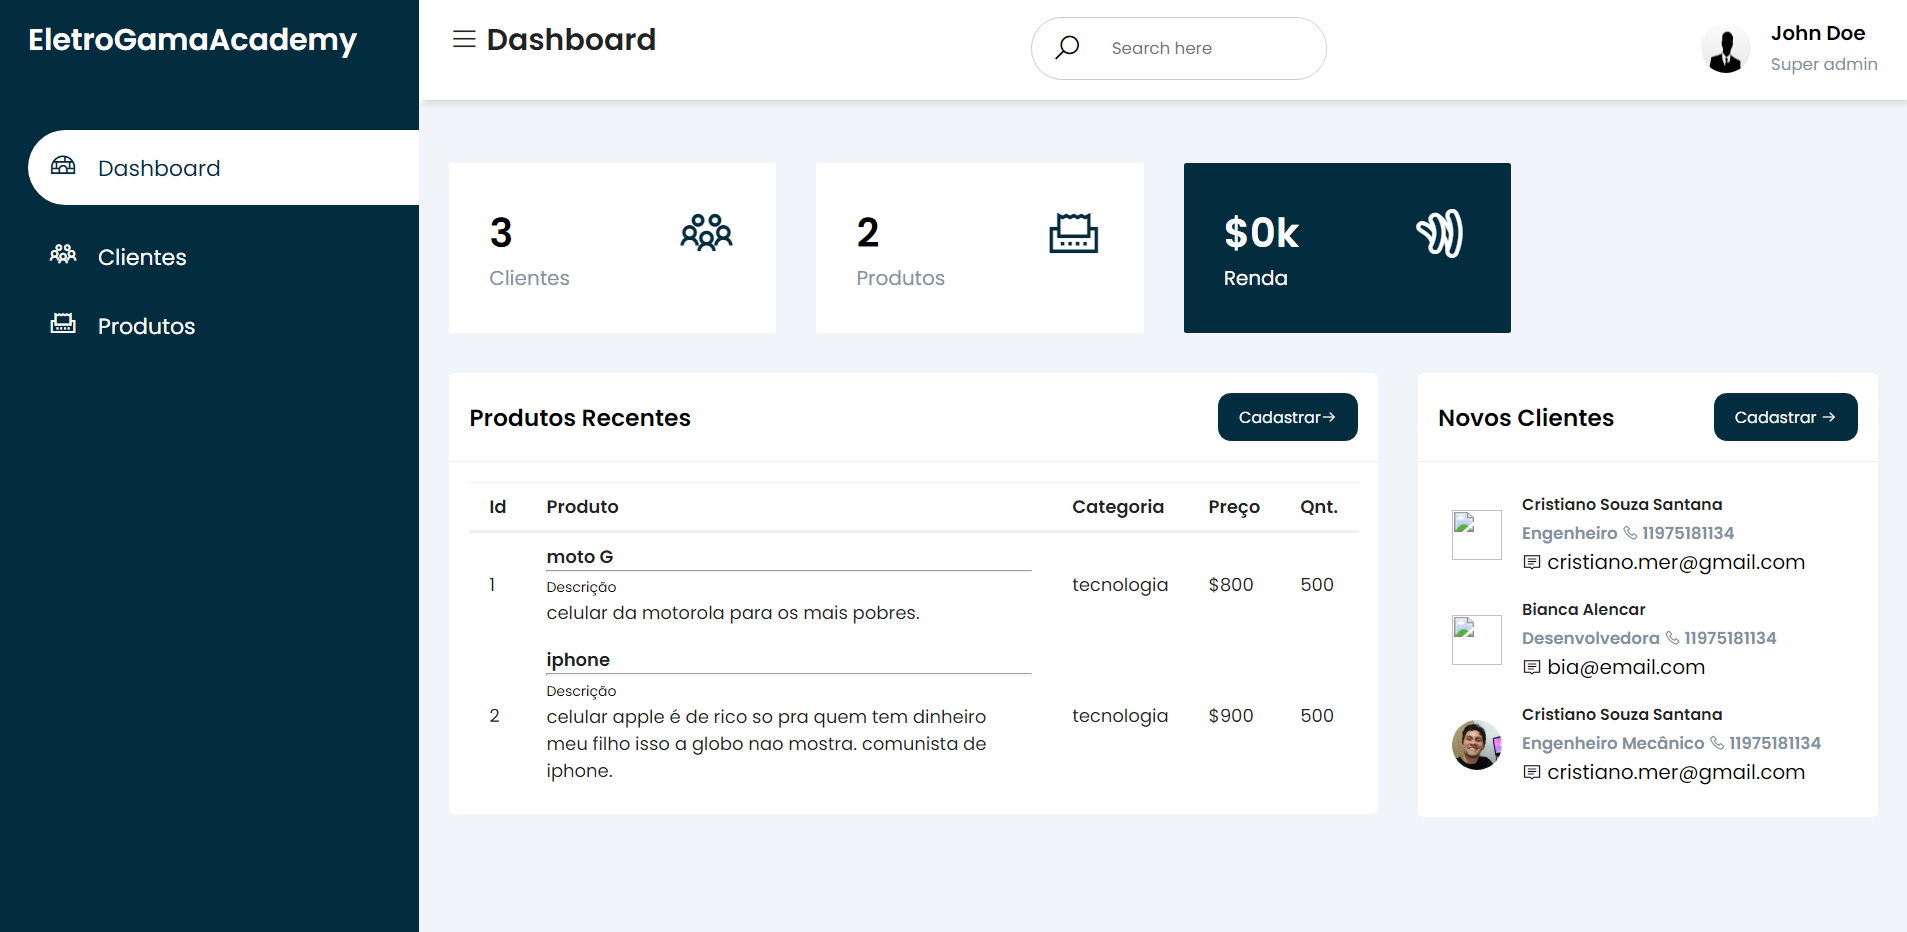 EletroGamaAcademy
Dashboard
Search here
John Doe
Super admin
Dashboard
Clientes
Produtos
3
Clientes
2
Produtos
$0k
Renda
Produtos Recentes
Cadastrar→
Id Produto Categoria Preço Qnt.
moto G
Descrição
1 tecnologia $800 500
celular da motorola para os mais pobres.
iphone
Descrição
celular apple é de rico so pra quem tem dinheiro
2 tecnologia $900 500
meu filho isso a globo nao mostra. comunista de
iphone.
Novos Clientes
Cadastrar →
Cristiano Souza Santana
Engenheiro 11975181134
cristiano.mer@gmail.com
Bianca Alencar
Desenvolvedora 11975181134
bia@email.com
Cristiano Souza Santana
Engenheiro Mecânico 11975181134
cristiano.mer@gmail.com